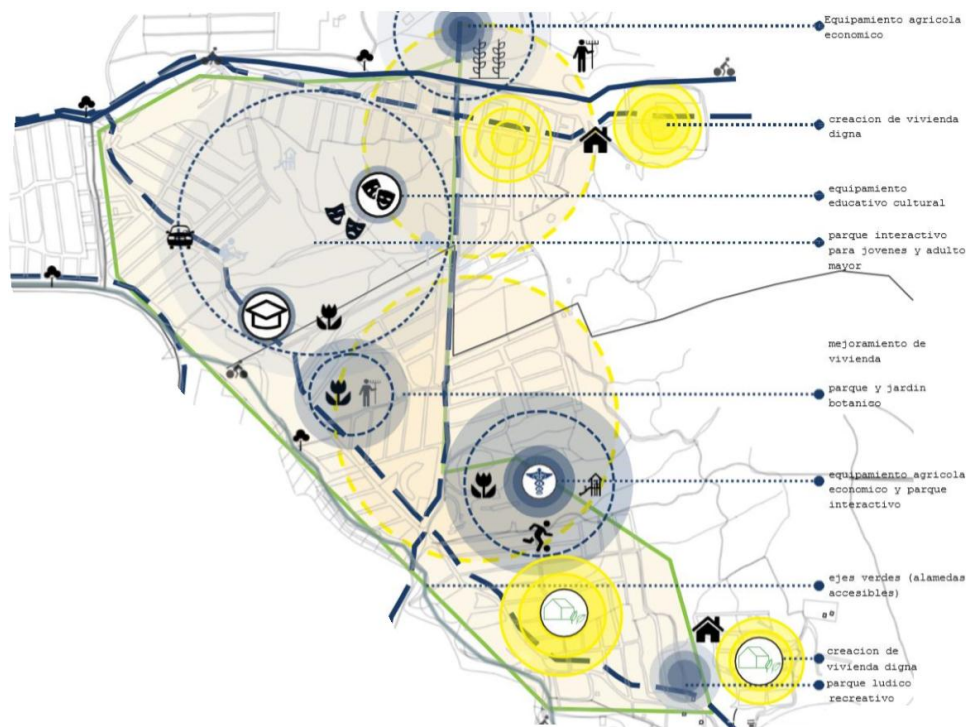 Equipamiento agricola
economico
creacion de vivienda
digna
equipamiento
educativo cultural
parque interactivo
para jovenes y adulto
mayor
mejoramiento de
vivienda
parque y jardin
botanico
equipamiento agricola
economico y parque
interactivo
ejes verdes (alamedas
accesibles)
creacion de
vivienda digna
parque ludico
recreativo